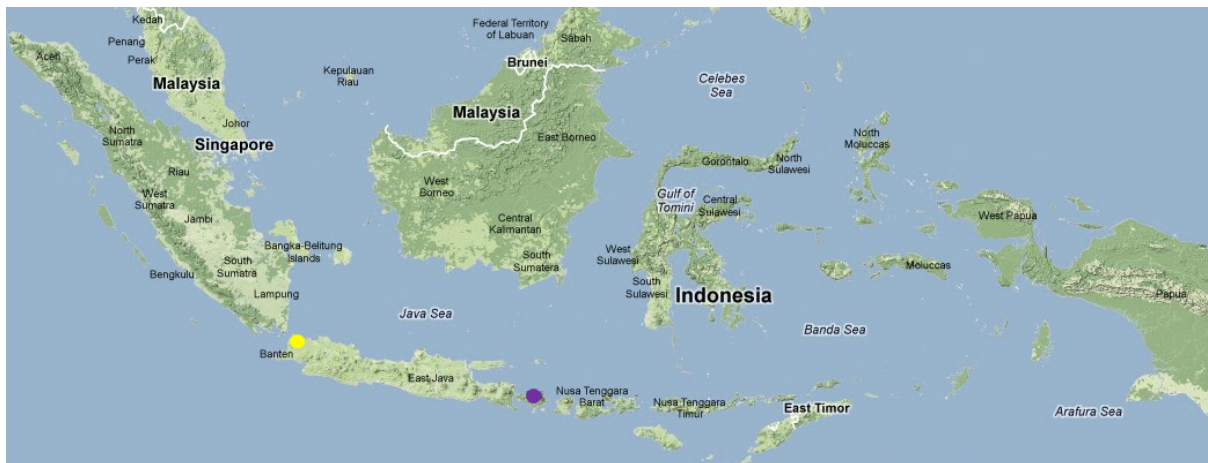 Kedah
Penang
Perak
Malaysia
Aceh
Johor
Singapore
North
Sumatra
Riau
West
Sumatra
Jambi
Bengkulu
South
Sumatra
Bangka-Belitung
Islands
Lampung
Banten
Kepulauan
Riau
Federal Territory
of Labuan
Sabah
Brunei
Malaysia
East Borneo
West
Borneo
Central
Kalimantan
South
Sumatera
Java Sea
East Java
Celebes
Sea
Gorontalo
North
Sulawesi
North
Moluccas
Gulf of
Tomini
Central
Sulawesi
West
Sulawesi
South
Sulawesi
Indonesia
Moluccas
West Papua
Papua
Banda Sea
Nusa Tenggara
Barat
Nusa Tenggara
Timur
East Timor
Arafura Sea